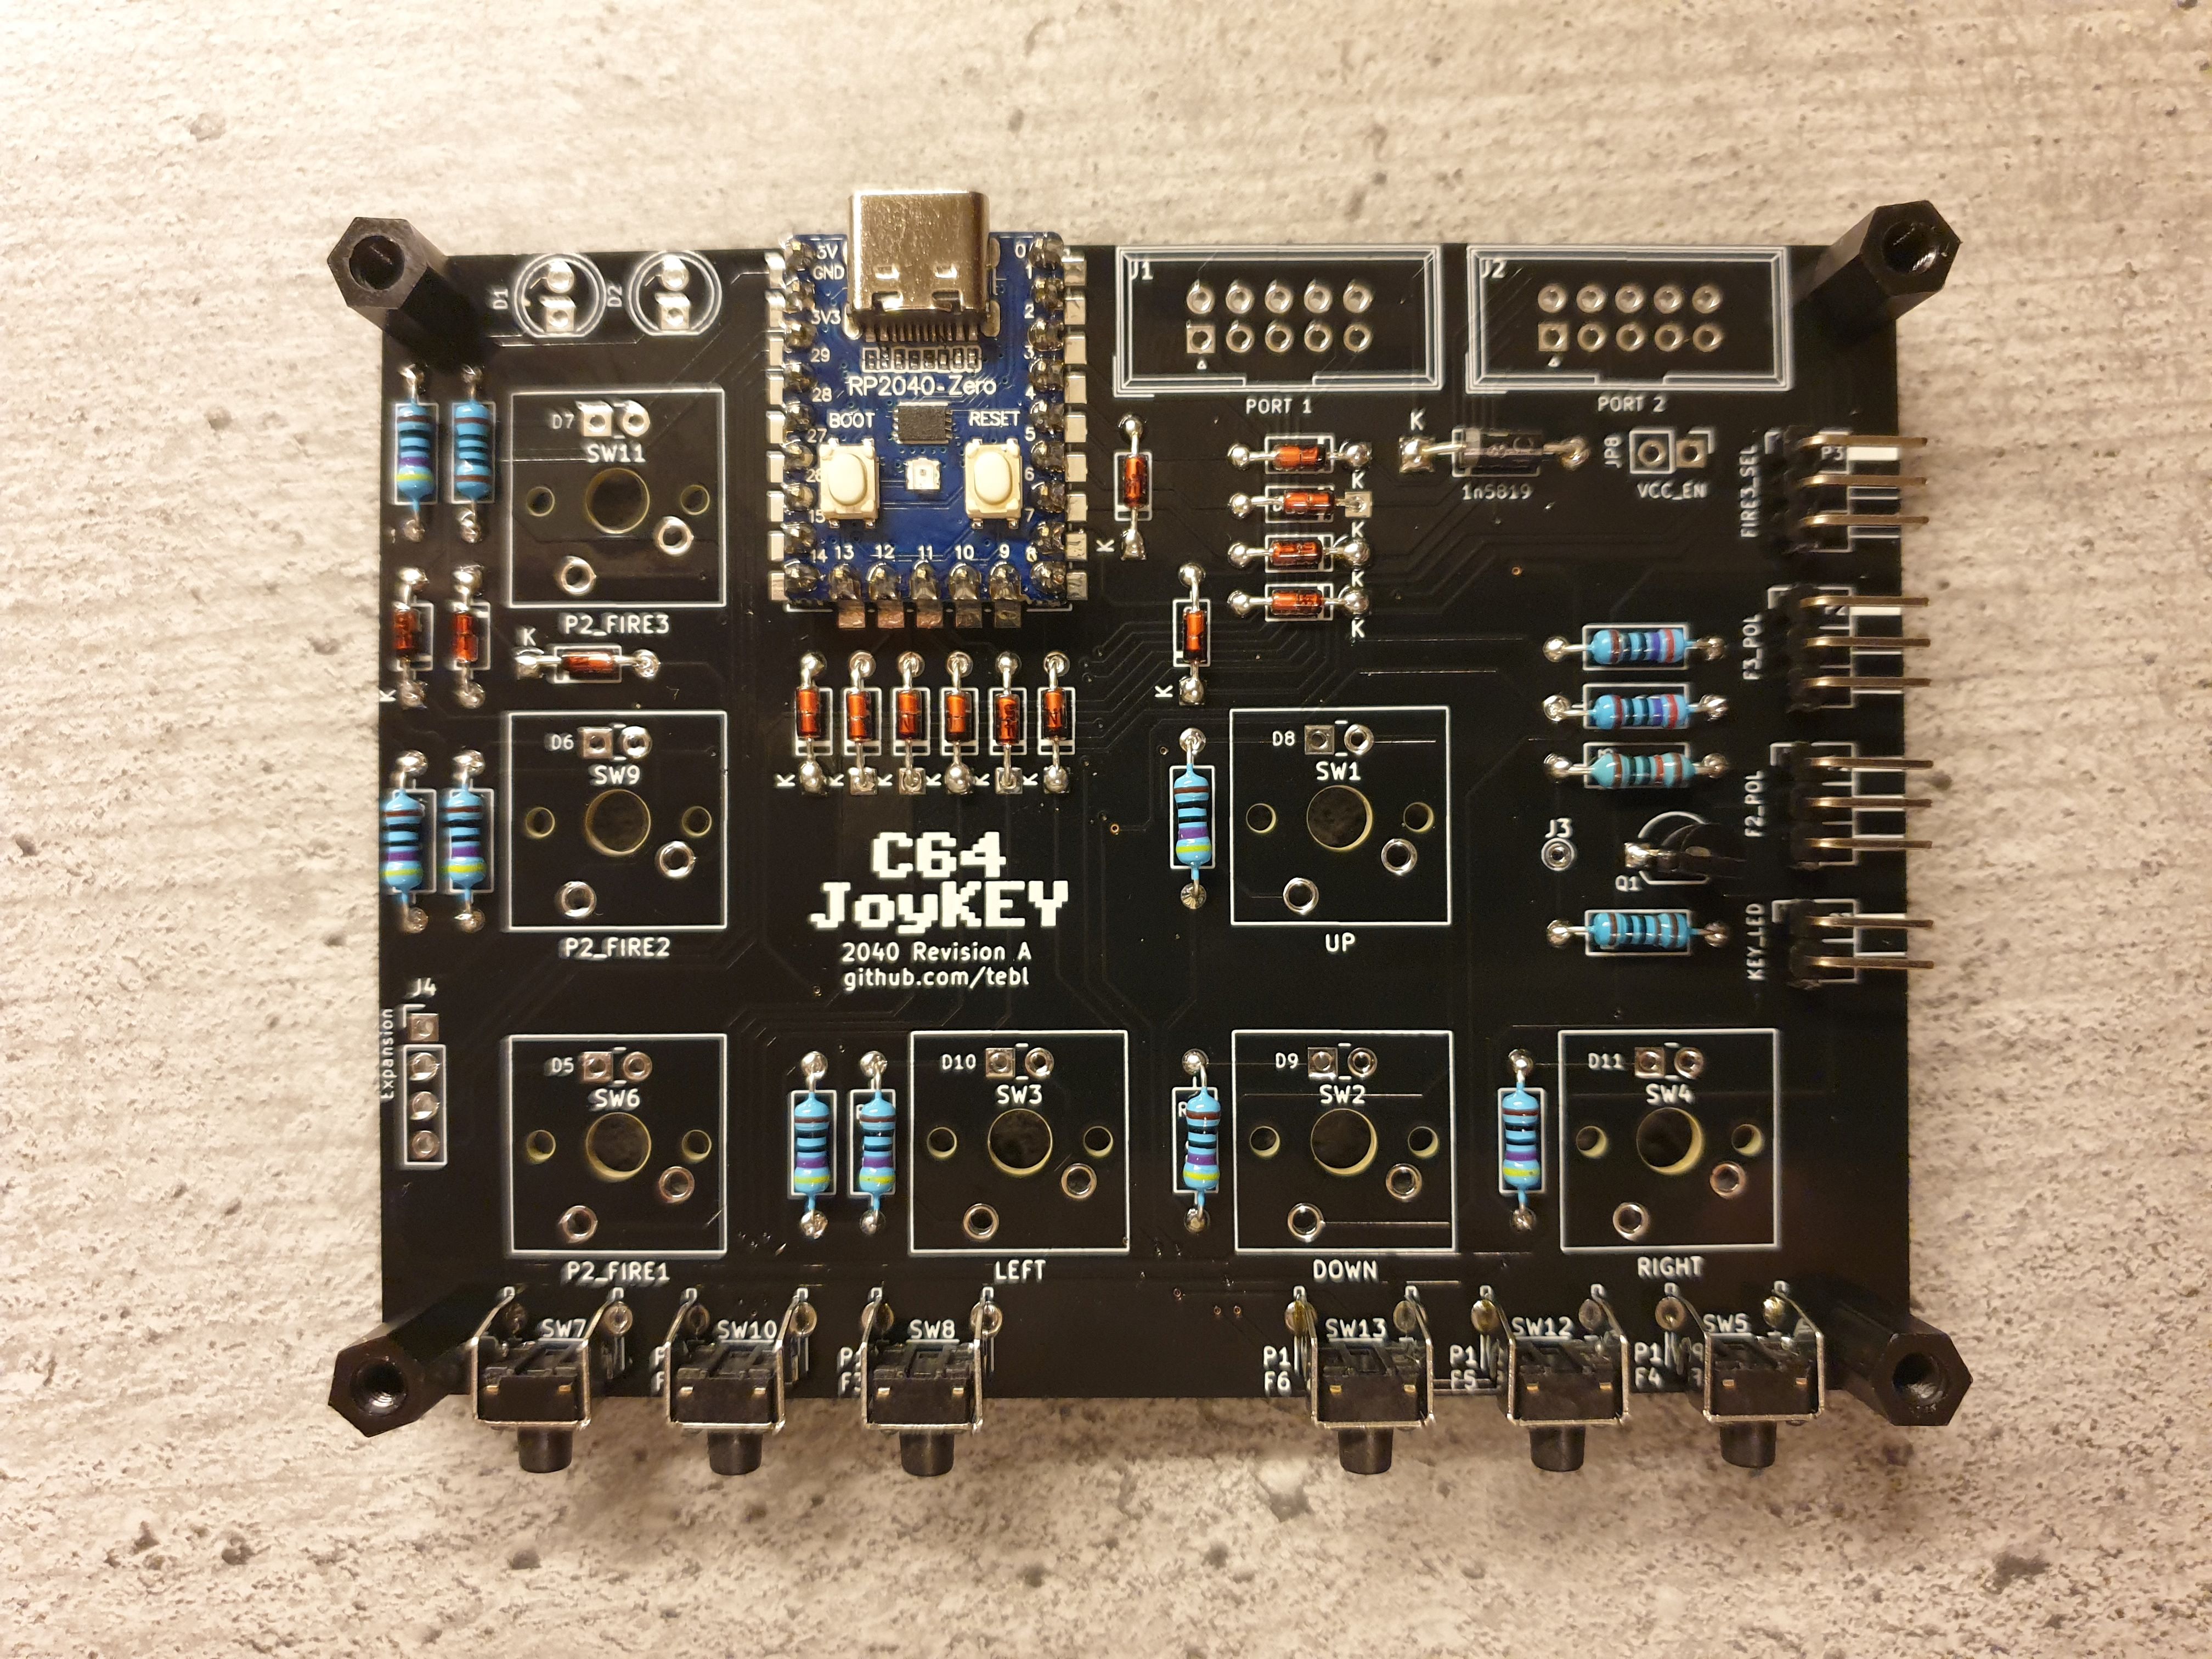 D1
D2
3V
GND
3V3
29
28
27
26
15
14
13
12
11
10
9
0
1
2
3
4
5
6
7
8
RP2040-Zero
BOOT
RESET
J1
PORT 1
J2
PORT 2
K
1n5819
JP8
VCC_EN
FIRE3_SEL
P3
D7
SW11
P2_FIRE3
K
K
K
K
K
K
K
F3_POL
K
K
D6
SW9
P2_FIRE2
K
K
K
K
K
K
D8
SW1
UP
F2_POL
J3
Q1
KEY_LED
C64
JoyKEY
2040 Revision A
github.com/tebl
J4
Expansion
D5
SW6
P2_FIRE1
D10
SW3
LEFT
D9
SW2
DOWN
D11
SW4
RIGHT
SW7
SW10
SW8
SW13
P1
F6
SW12
P1
F5
SW5
P1
F4